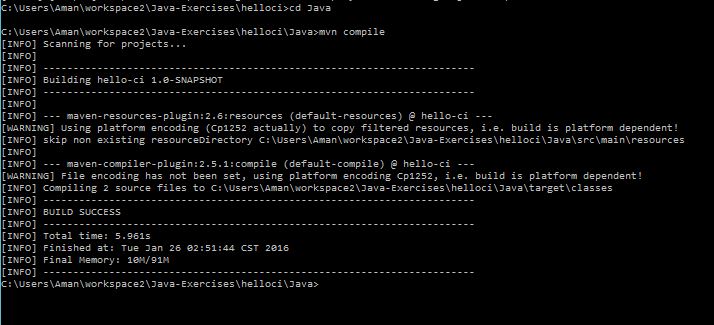 C:\Users\Aman\workspace2\Java-Exercises\helloci>cd Java
C:\Users\Aman\workspace2\Java-Exercises\helloci\Java>mvn compile
[INFO] Scanning for projects...
[INFO]
[INFO] ------------------------------------------------------------------------
[INFO] Building hello-ci 1.0-SNAPSHOT
[INFO] ------------------------------------------------------------------------
[INFO]
[INFO] --- maven-resources-plugin:2.6:resources (default-resources) @ hello-ci ---
[WARNING] Using platform encoding (Cp1252 actually) to copy filtered resources, i.e. build is platform dependent!
[INFO] skip non existing resourceDirectory C:\Users\Aman\workspace2\Java-Exercises\helloci\Java\src\main\resources
[INFO]
[INFO] --- maven-compiler-plugin:2.5.1:compile (default-compile) @ hello-ci ---
[WARNING] File encoding has not been set, using platform encoding Cp1252, i.e. build is platform dependent!
[INFO] Compiling 2 source files to C:\Users\Aman\workspace2\Java-Exercises\helloci\Java\target\classes
[INFO] ------------------------------------------------------------------------
[INFO] BUILD SUCCESS
[INFO] ------------------------------------------------------------------------
[INFO] Total time: 5.961s
[INFO] Finished at: Tue Jan 26 02:51:44 CST 2016
[INFO] Final Memory: 10M/91M
[INFO] ------------------------------------------------------------------------
C:\Users\Aman\workspace2\Java-Exercises\helloci\Java>